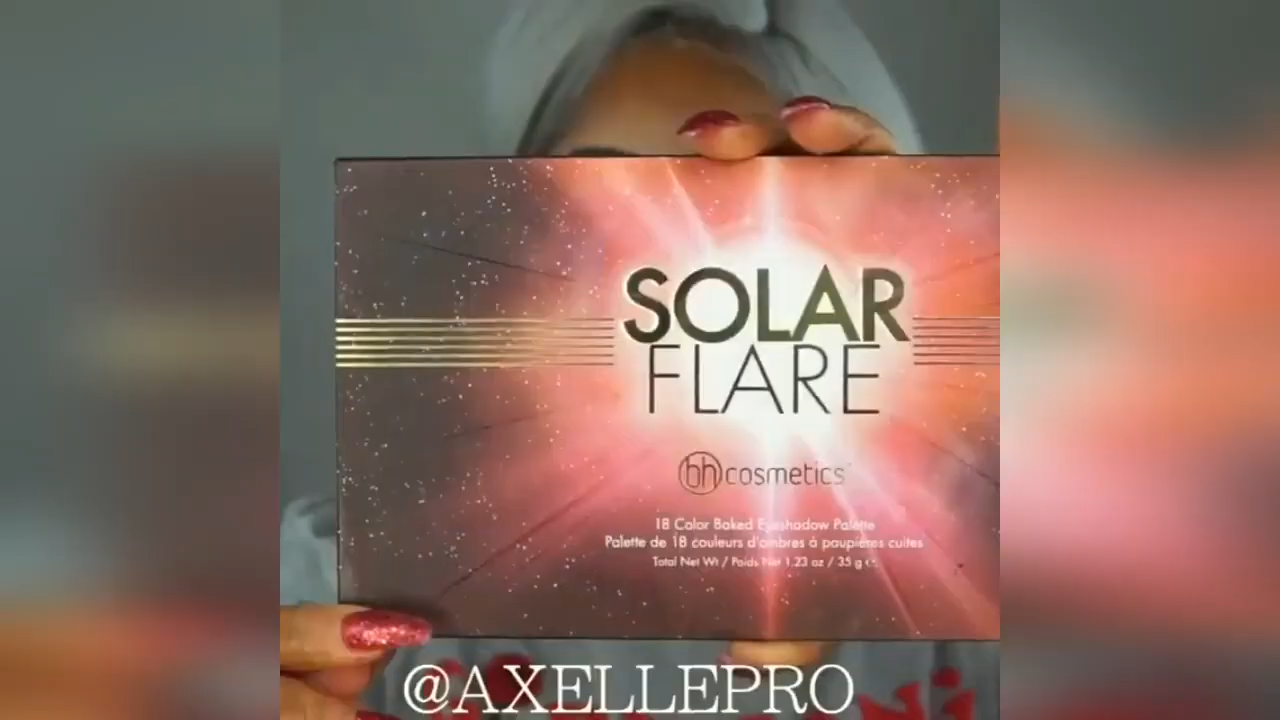 SOLAR
FLARE
bh cosmetics
18 Color Baked Eyeshadow Palette
Palette de 18 couleurs d'ombres à paupières cuites
Total Net Wt / Poids Net 1.23 oz / 35 g e
@AXELLEPRO